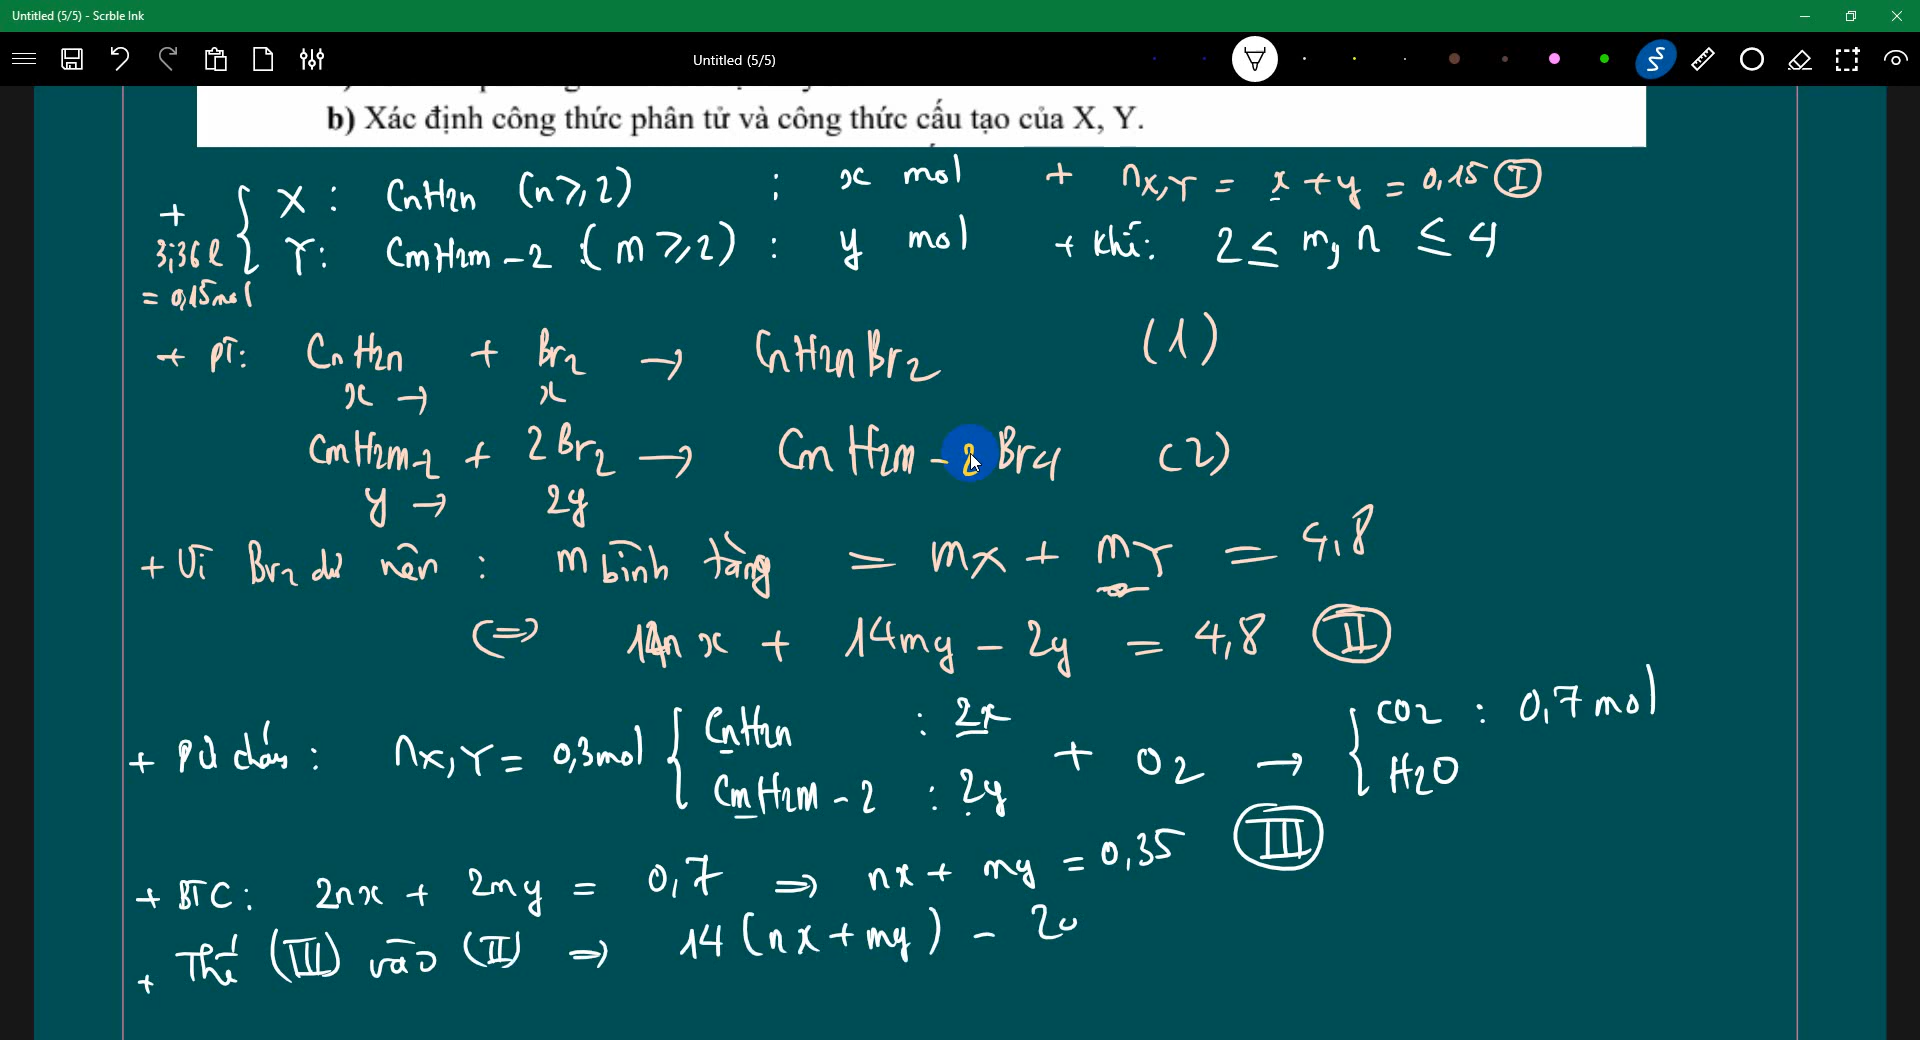 Untitled (5/5) - Scrble Ink
Untitled (5/5)
b) Xác định công thức phân tử và công thức cấu tạo của X, Y.
+ { X : CnH2n (n ≥ 2) ; x mol + nX,Y = x + y = 0,15 (I)
3,36 l { Y : CmH2m-2 (m ≥ 2) : y mol + khí: 2 ≤ m, n ≤ 4
= 0,15 mol
+ PT: CnH2n + Br2 → CnH2nBr2 (1)
x → x
CmH2m-2 + 2Br2 → CmH2m-2Br4 (2)
y → 2y
+ Vì Br2 dư nên : m bình tăng = mX + mY = 4,8
⇔ 14nx + 14my - 2y = 4,8 (II)
+ PƯ cháy : nX,Y = 0,3mol { CnH2n : 2x + O2 → { CO2 : 0,7 mol
CmH2m-2 : 2y H2O
+ BTC: 2nx + 2my = 0,7 ⇒ nx + my = 0,35 (III)
+ Thế (III) vào (II) ⇒ 14 (nx + my) - 2